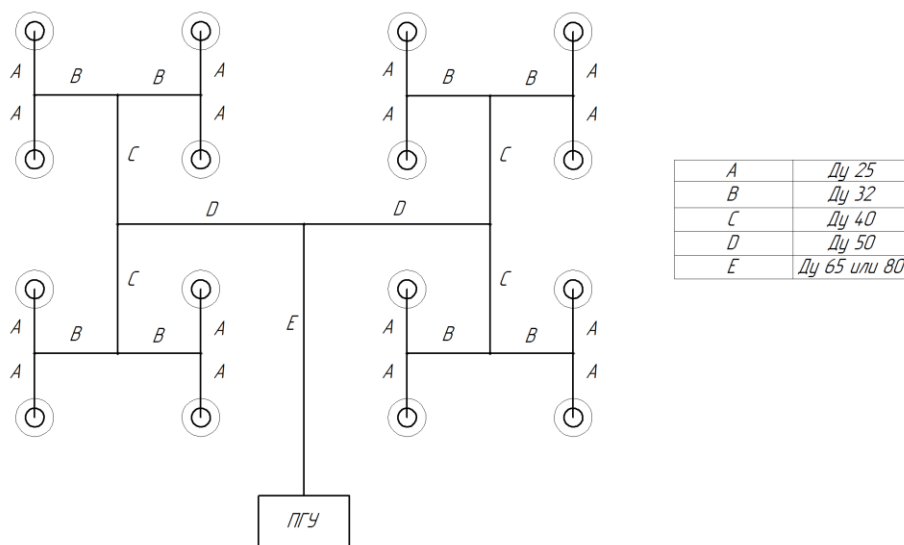 A B B A A B B A
A A A A
C C
D D
A Ду 25
B Ду 32
C Ду 40
D Ду 50
E Ду 65 или 80
C C
A A E A A
B B B B
A A A A
ПГУ